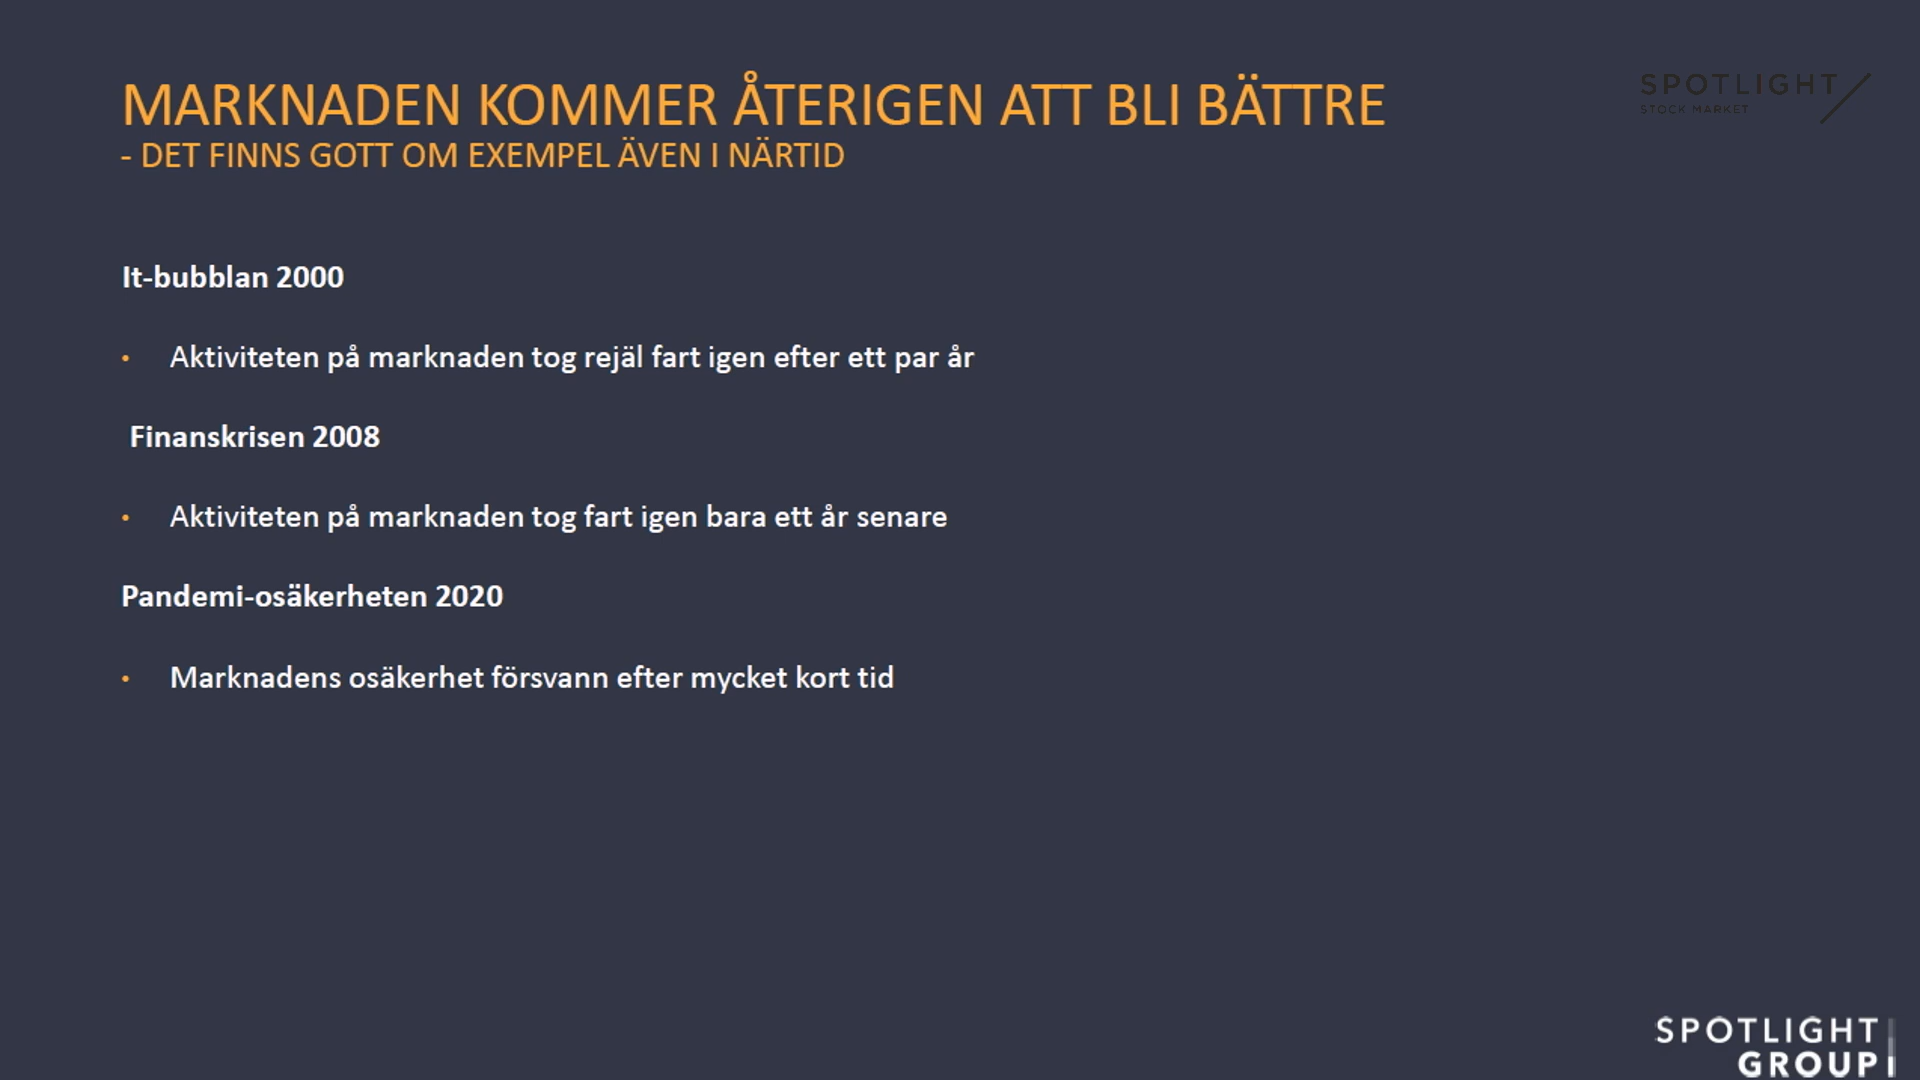 MARKNADEN KOMMER ÅTERIGEN ATT BLI BÄTTRE
- DET FINNS GOTT OM EXEMPEL ÄVEN I NÄRTID
SPOTLIGHT
STOCK MARKET
It-bubblan 2000
• Aktiviteten på marknaden tog rejäl fart igen efter ett par år
Finanskrisen 2008
• Aktiviteten på marknaden tog fart igen bara ett år senare
Pandemi-osäkerheten 2020
• Marknadens osäkerhet försvann efter mycket kort tid
SPOTLIGHT
GROUP